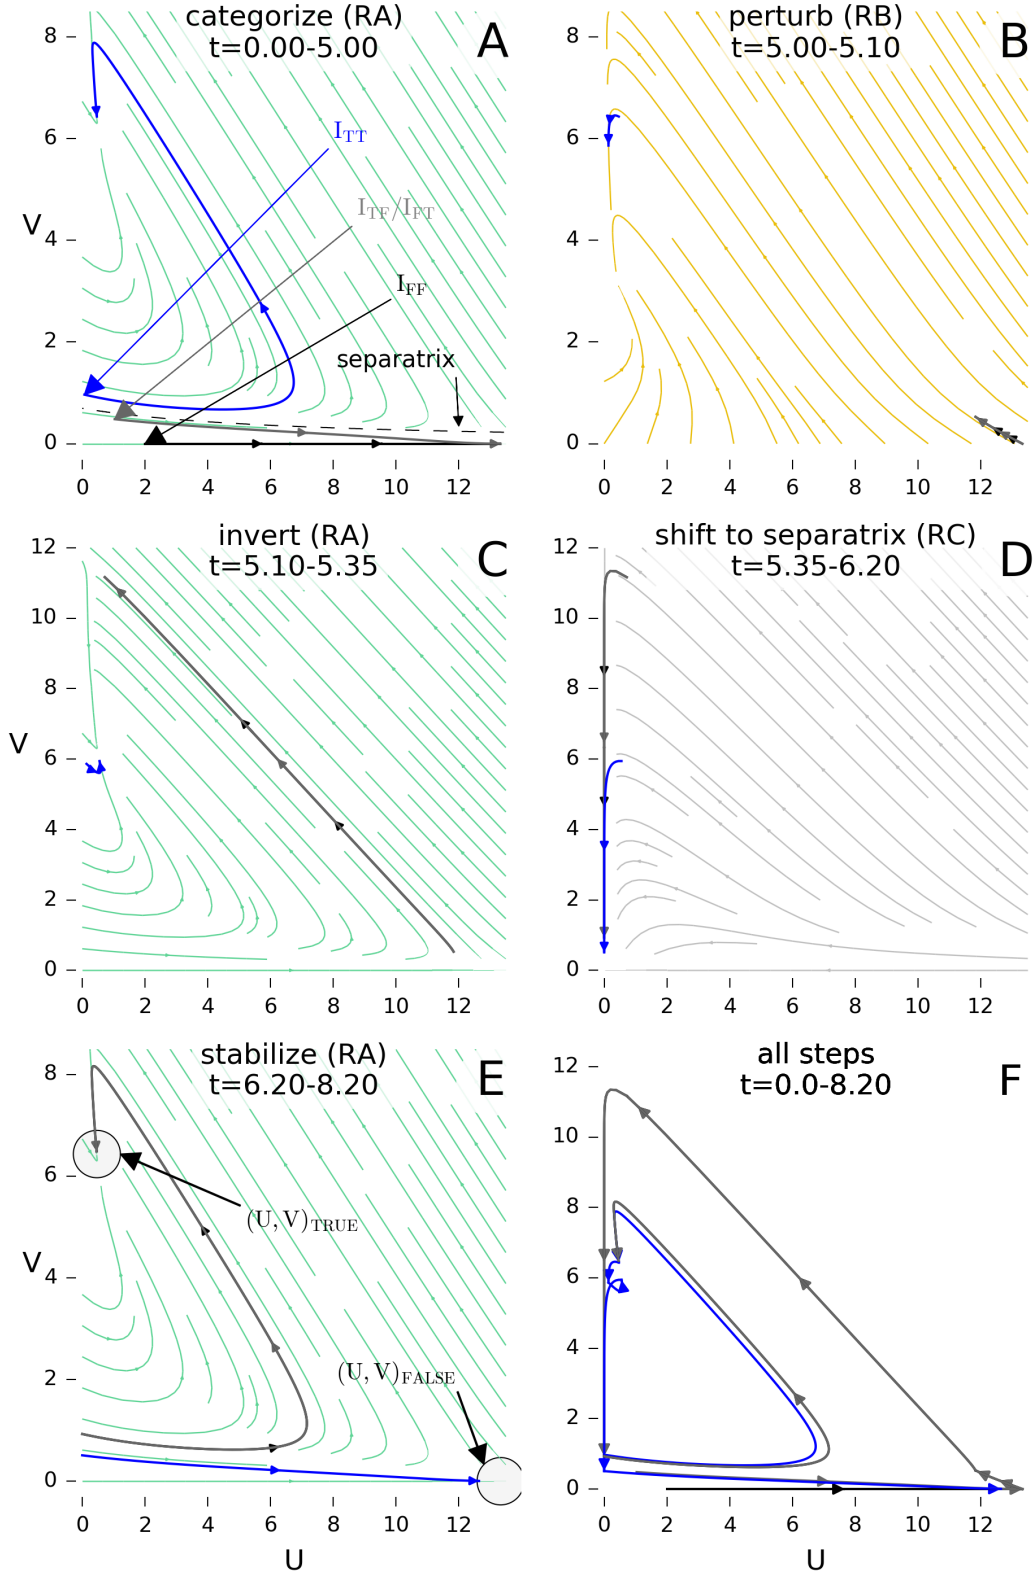 categorize (RA)
t=0.00-5.00
A
8
6
4
2
0
V
I_TT
I_TF/I_FT
I_FF
separatrix
0 2 4 6 8 10 12
perturb (RB)
t=5.00-5.10
B
8
6
4
2
0
0 2 4 6 8 10 12
invert (RA)
t=5.10-5.35
C
12
10
8
6
4
2
0
V
0 2 4 6 8 10 12
shift to separatrix (RC)
t=5.35-6.20
D
12
10
8
6
4
2
0
0 2 4 6 8 10 12
stabilize (RA)
t=6.20-8.20
E
8
6
4
2
0
V
(U, V)_TRUE
(U, V)_FALSE
0 2 4 6 8 10 12
U
all steps
t=0.0-8.20
F
12
10
8
6
4
2
0
0 2 4 6 8 10 12
U